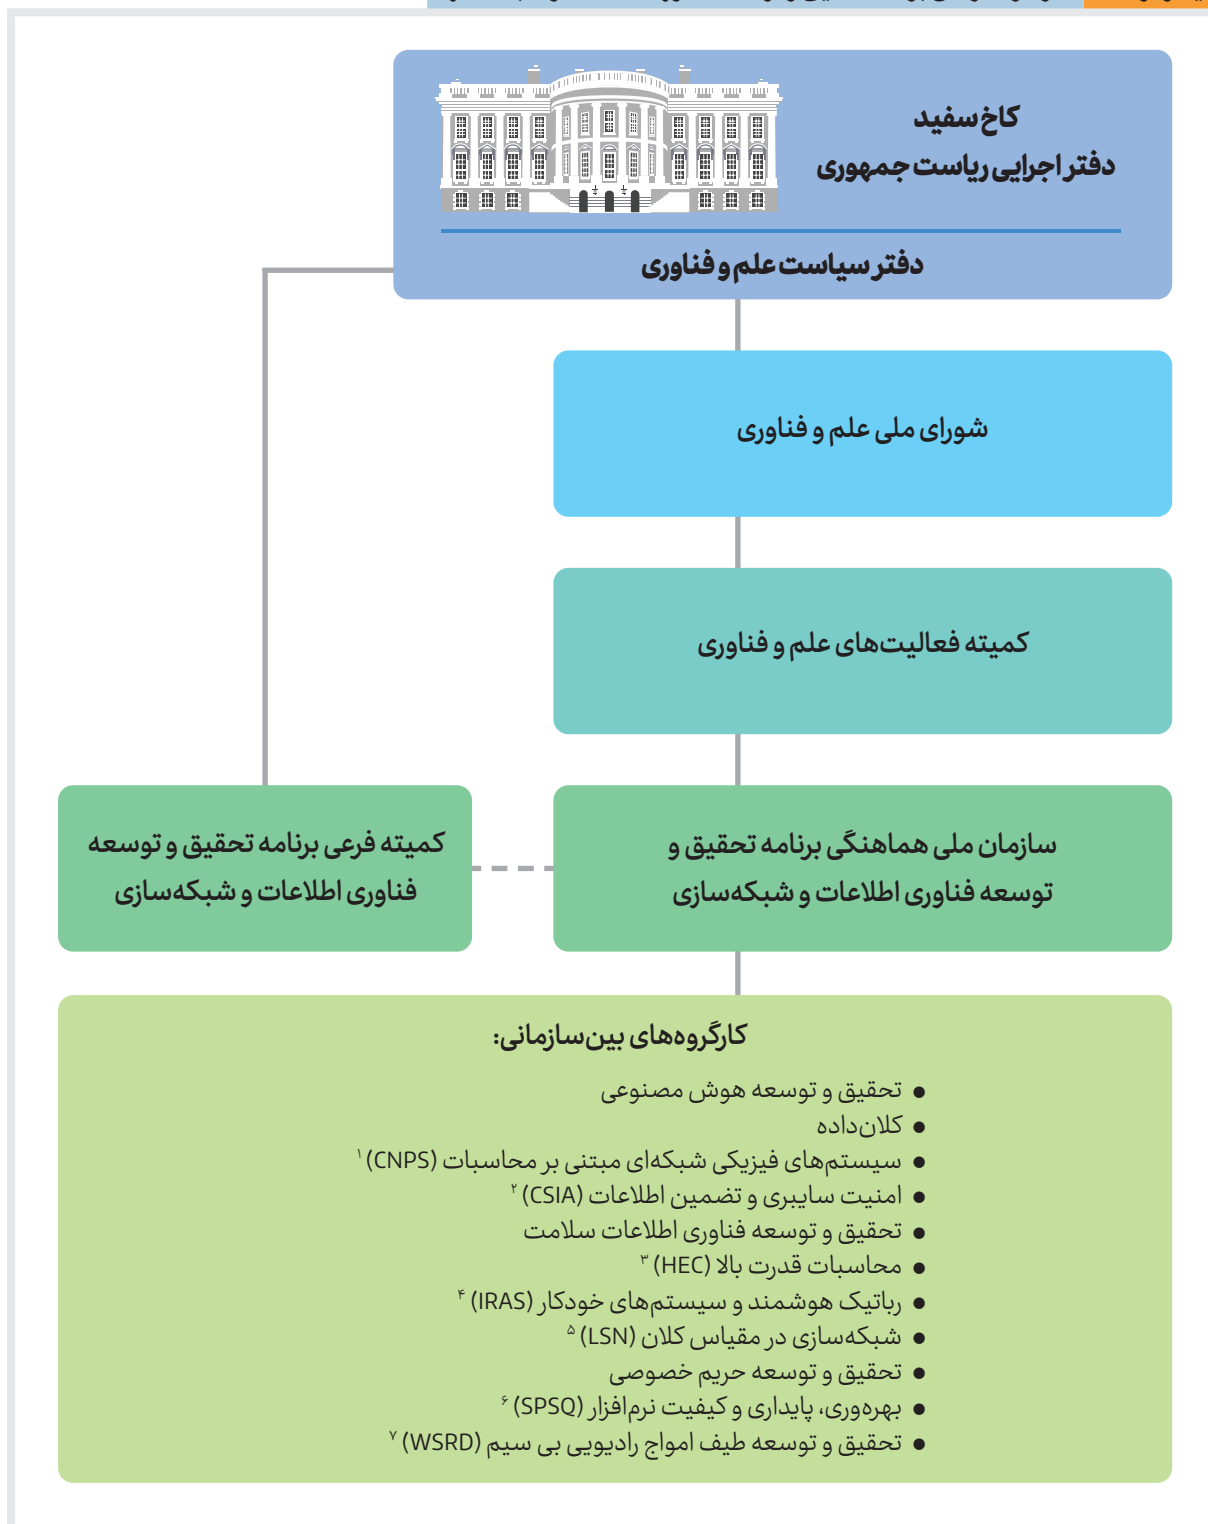 کاخ سفید
دفتر اجرایی ریاست جمهوری
دفتر سیاست علم و فناوری
شورای ملی علم و فناوری
کمیته فعالیت‌های علم و فناوری
سازمان ملی هماهنگی برنامه تحقیق و
توسعه فناوری اطلاعات و شبکه‌سازی
کمیته فرعی برنامه تحقیق و توسعه
فناوری اطلاعات و شبکه‌سازی
کارگروه‌های بین‌سازمانی:
● تحقیق و توسعه هوش مصنوعی
● کلان‌داده
● سیستم‌های فیزیکی شبکه‌ای مبتنی بر محاسبات (CNPS) ۱
● امنیت سایبری و تضمین اطلاعات (CSIA) ۲
● تحقیق و توسعه فناوری اطلاعات سلامت
● محاسبات قدرت بالا (HEC) ۳
● رباتیک هوشمند و سیستم‌های خودکار (IRAS) ۴
● شبکه‌سازی در مقیاس کلان (LSN) ۵
● تحقیق و توسعه حریم خصوصی
● بهره‌وری، پایداری و کیفیت نرم‌افزار (SPSQ) ۶
● تحقیق و توسعه طیف امواج رادیویی بی سیم (WSRD) ۷